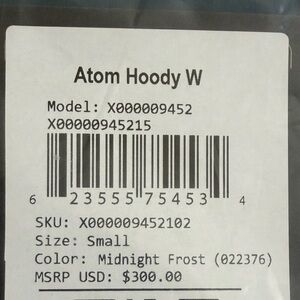 Atom Hoody W
Model: X000009452
X00000945215
6 23555 75453 4
SKU: X000009452102
Size: Small
Color: Midnight Frost (022376)
MSRP USD: $300.00